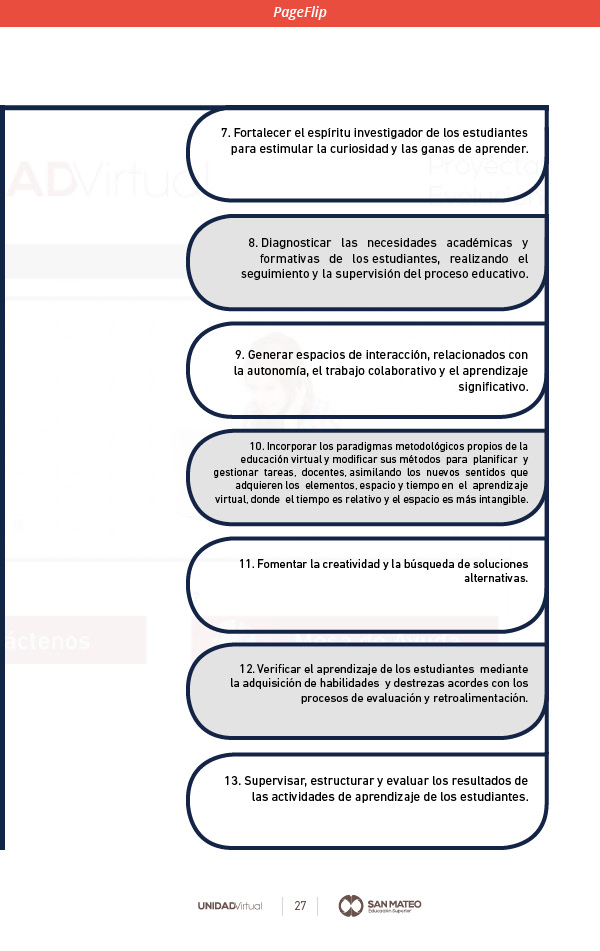 PageFlip
UNIDADVirtual
Proyecto
7. Fortalecer el espíritu investigador de los estudiantes
para estimular la curiosidad y las ganas de aprender.
8. Diagnosticar las necesidades académicas y
formativas de los estudiantes, realizando el
seguimiento y la supervisión del proceso educativo.
9. Generar espacios de interacción, relacionados con
la autonomía, el trabajo colaborativo y el aprendizaje
significativo.
10. Incorporar los paradigmas metodológicos propios de la
educación virtual y modificar sus métodos para planificar y
gestionar tareas, docentes, asimilando los nuevos sentidos que
adquieren los elementos, espacio y tiempo en el aprendizaje
virtual, donde el tiempo es relativo y el espacio es más intangible.
11. Fomentar la creatividad y la búsqueda de soluciones
alternativas.
áctenos
12. Verificar el aprendizaje de los estudiantes mediante
la adquisición de habilidades y destrezas acordes con los
procesos de evaluación y retroalimentación.
13. Supervisar, estructurar y evaluar los resultados de
las actividades de aprendizaje de los estudiantes.
UNIDADVirtual
27
SAN MATEO
Educación Superior